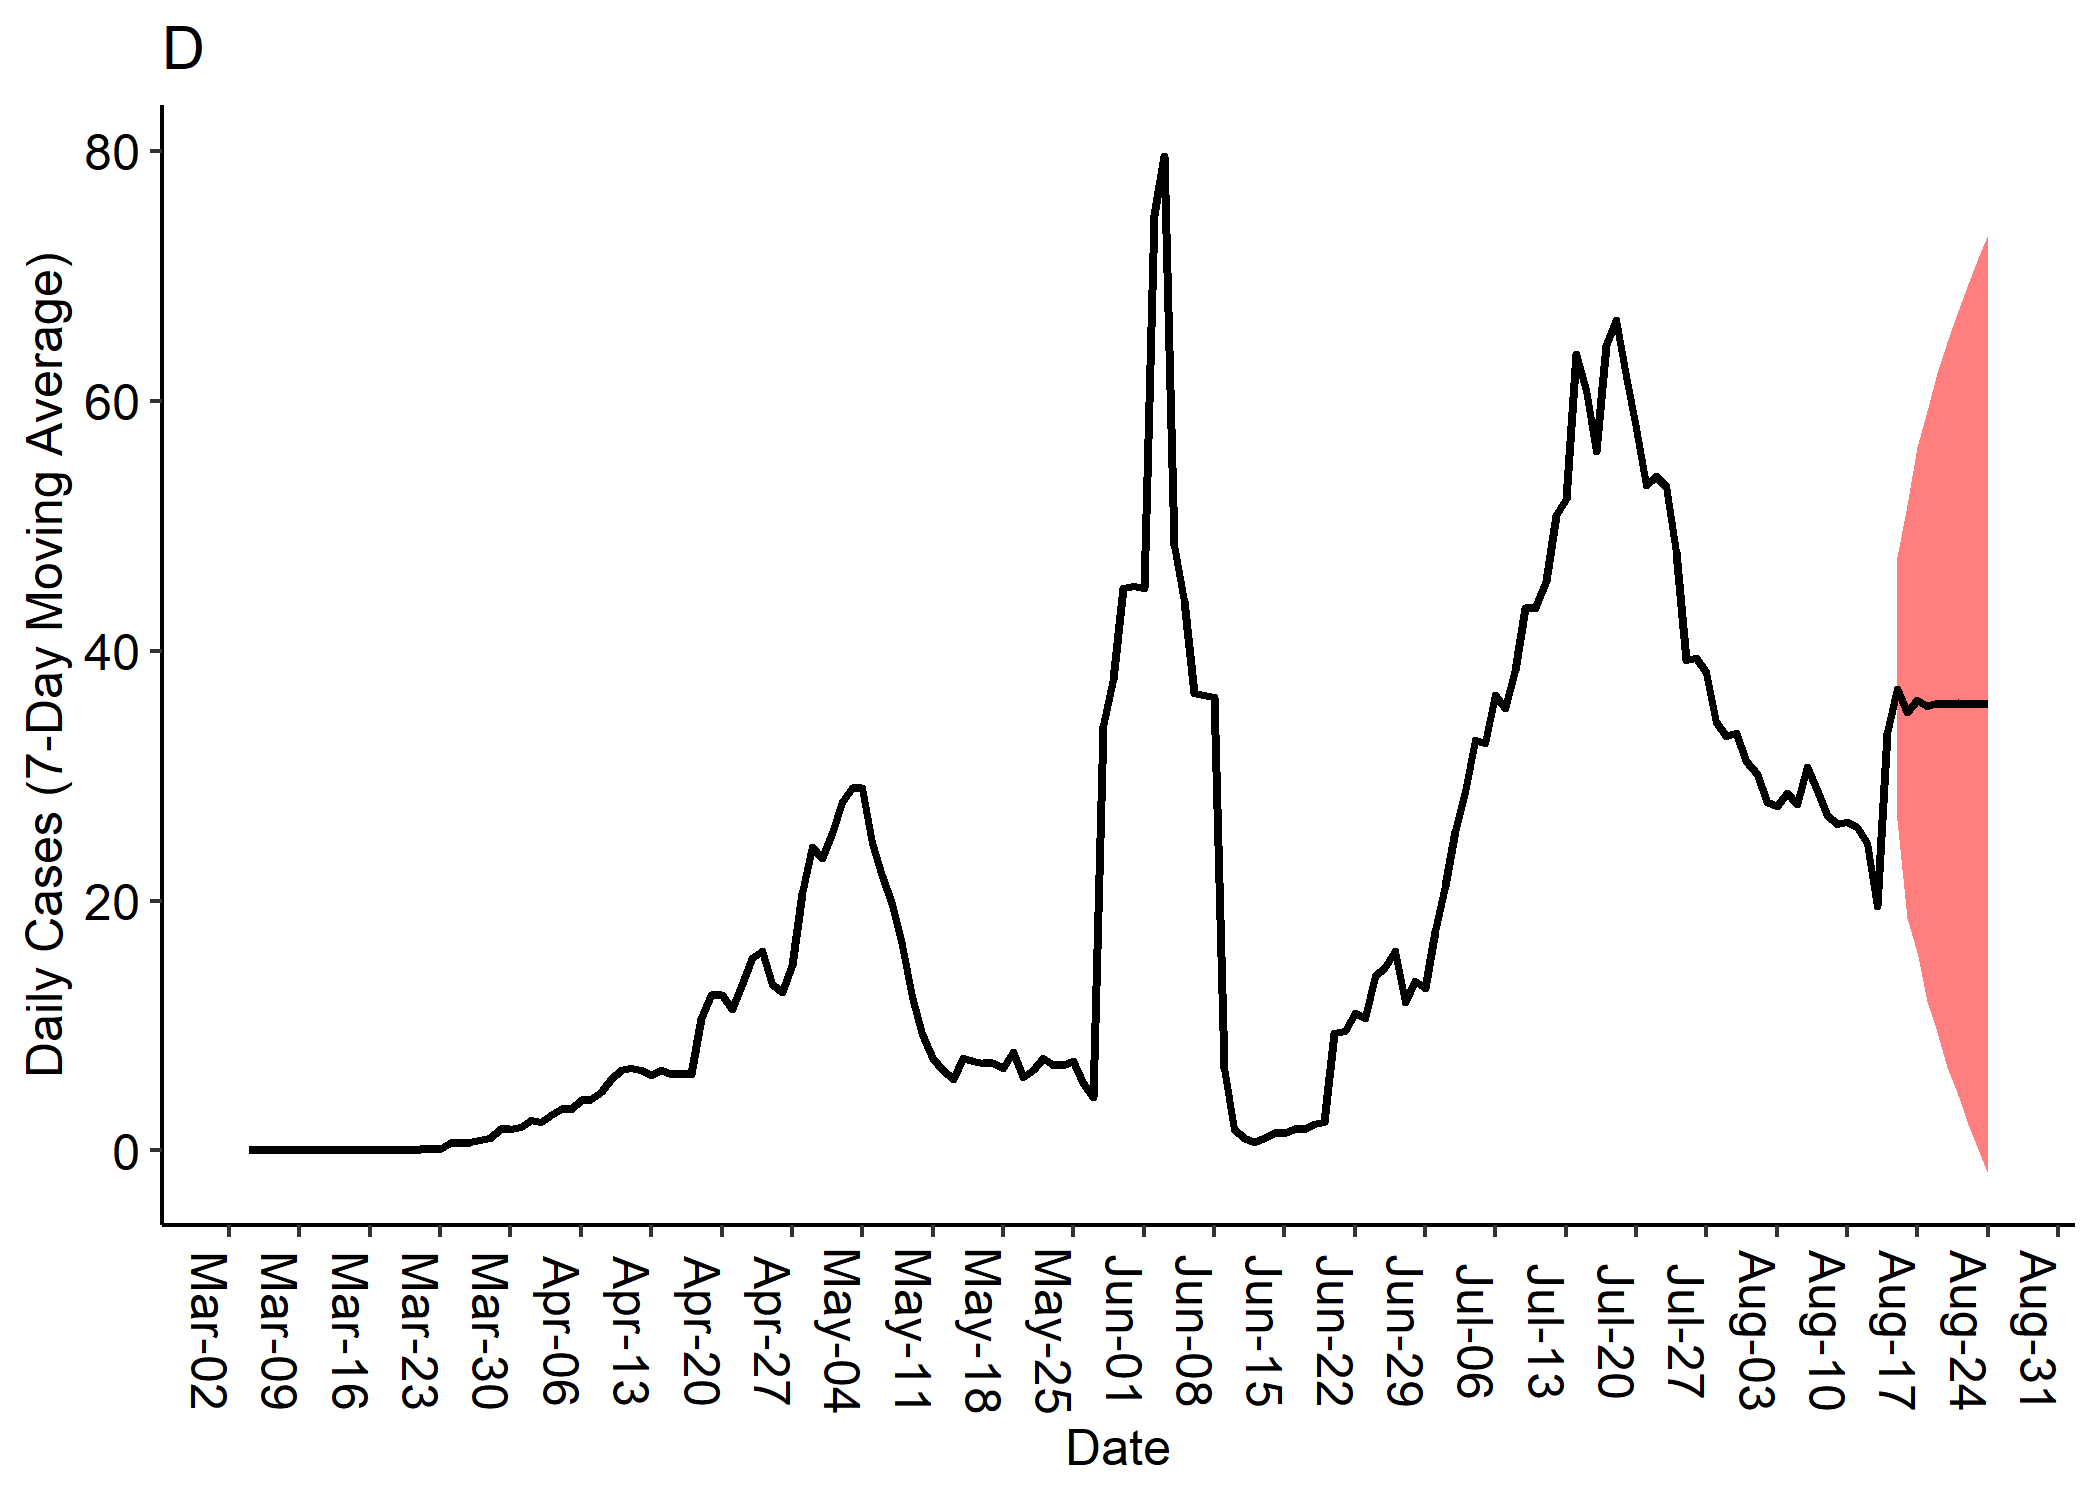 D
Daily Cases (7-Day Moving Average)
80
60
40
20
0
Mar-02
Mar-09
Mar-16
Mar-23
Mar-30
Apr-06
Apr-13
Apr-20
Apr-27
May-04
May-11
May-18
May-25
Jun-01
Jun-08
Jun-15
Jun-22
Jun-29
Jul-06
Jul-13
Jul-20
Jul-27
Aug-03
Aug-10
Aug-17
Aug-24
Aug-31
Date